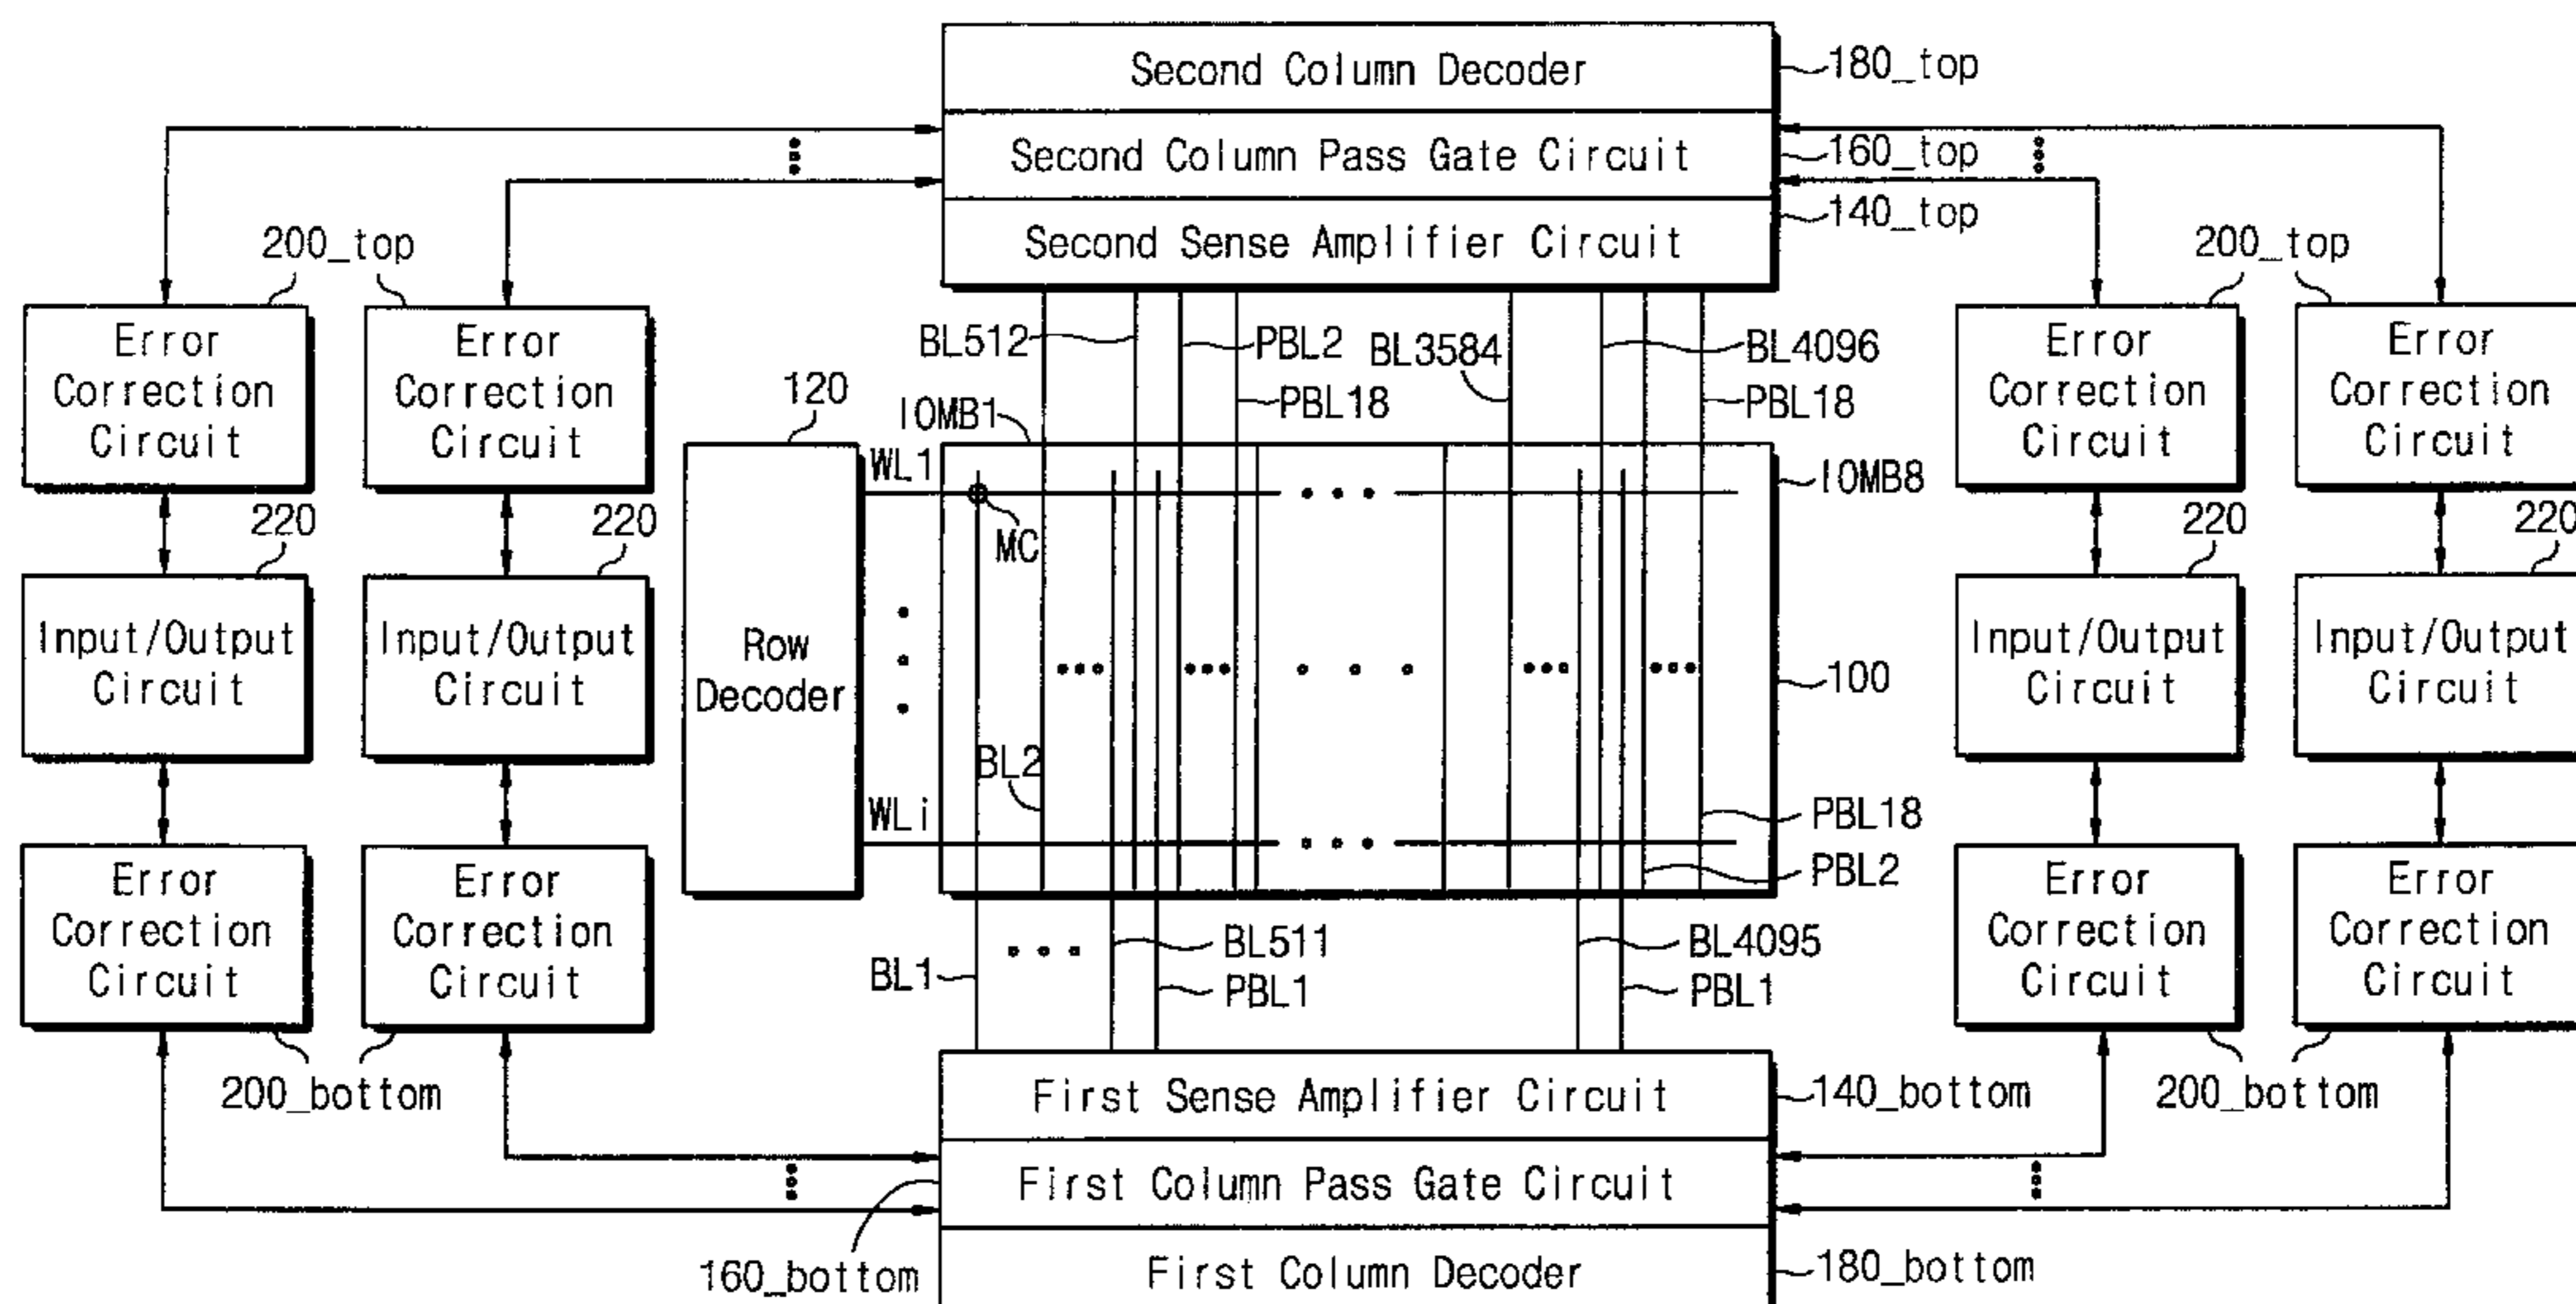 Second Column Decoder
180_top
Second Column Pass Gate Circuit
160_top
Second Sense Amplifier Circuit
140_top
200_top
200_top
Error
Correction
Circuit
Error
Correction
Circuit
Error
Correction
Circuit
Error
Correction
Circuit
BL512
PBL2
BL3584
BL4096
PBL18
PBL18
120
IOMB1
WL1
IOMB8
MC
220
220
220
220
Input/Output
Circuit
Input/Output
Circuit
Row
Decoder
100
Input/Output
Circuit
Input/Output
Circuit
BL2
WLi
PBL18
PBL2
Error
Correction
Circuit
Error
Correction
Circuit
Error
Correction
Circuit
Error
Correction
Circuit
BL1
BL511
PBL1
BL4095
PBL1
200_bottom
200_bottom
First Sense Amplifier Circuit
140_bottom
First Column Pass Gate Circuit
160_bottom
First Column Decoder
180_bottom